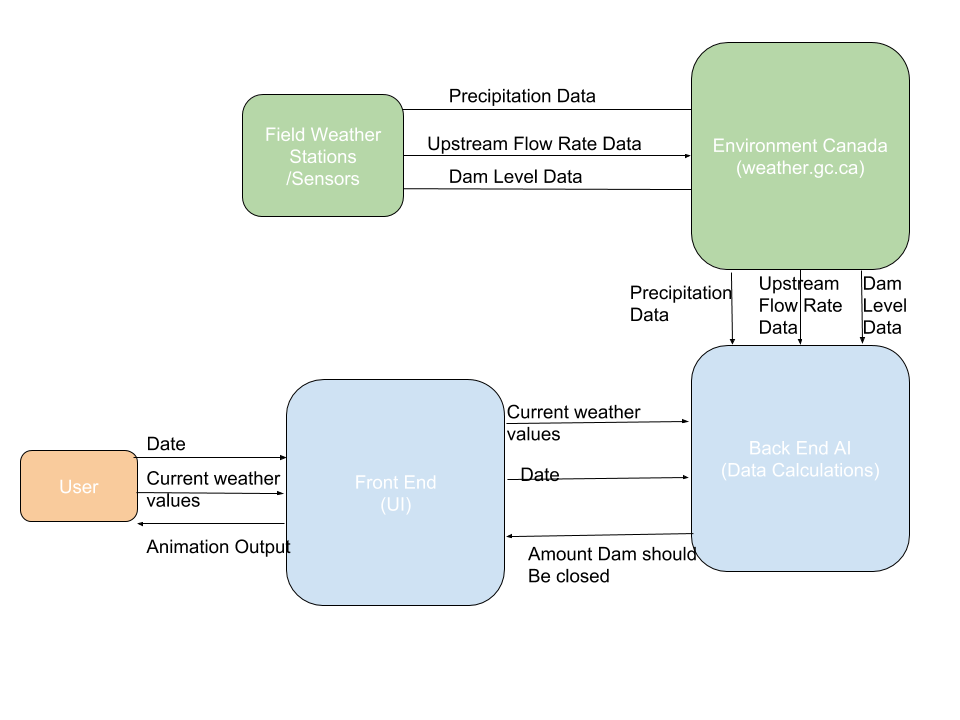 Precipitation Data
Field Weather
Stations
/Sensors
Upstream Flow Rate Data
Dam Level Data
Environment Canada
(weather.gc.ca)
Precipitation
Data
Upstream
Flow Rate
Data
Dam
Level
Data
Current weather
values
Date
Back End AI
(Data Calculations)
Amount Dam should
Be closed
Front End
(UI)
Date
Current weather
values
Animation Output
User